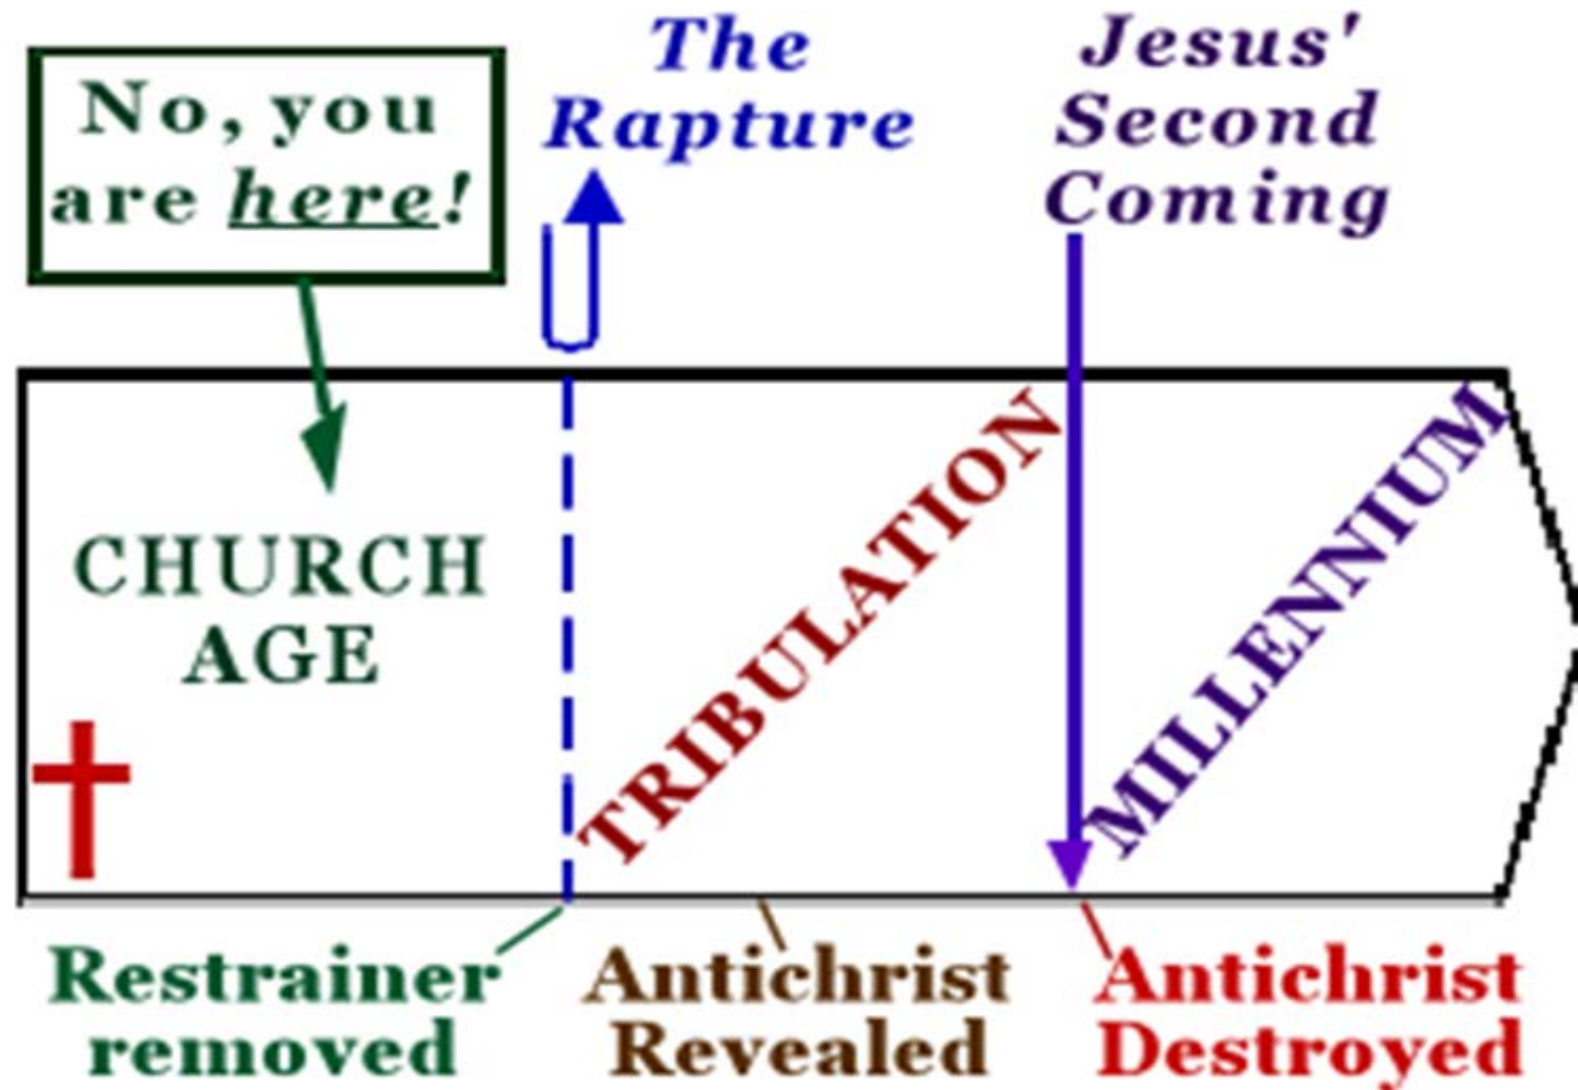 No, you
are here!
The
Rapture
Jesus'
Second
Coming
CHURCH
AGE
TRIBULATION
MILLENNIUM
Restrainer
removed
Antichrist
Revealed
Antichrist
Destroyed